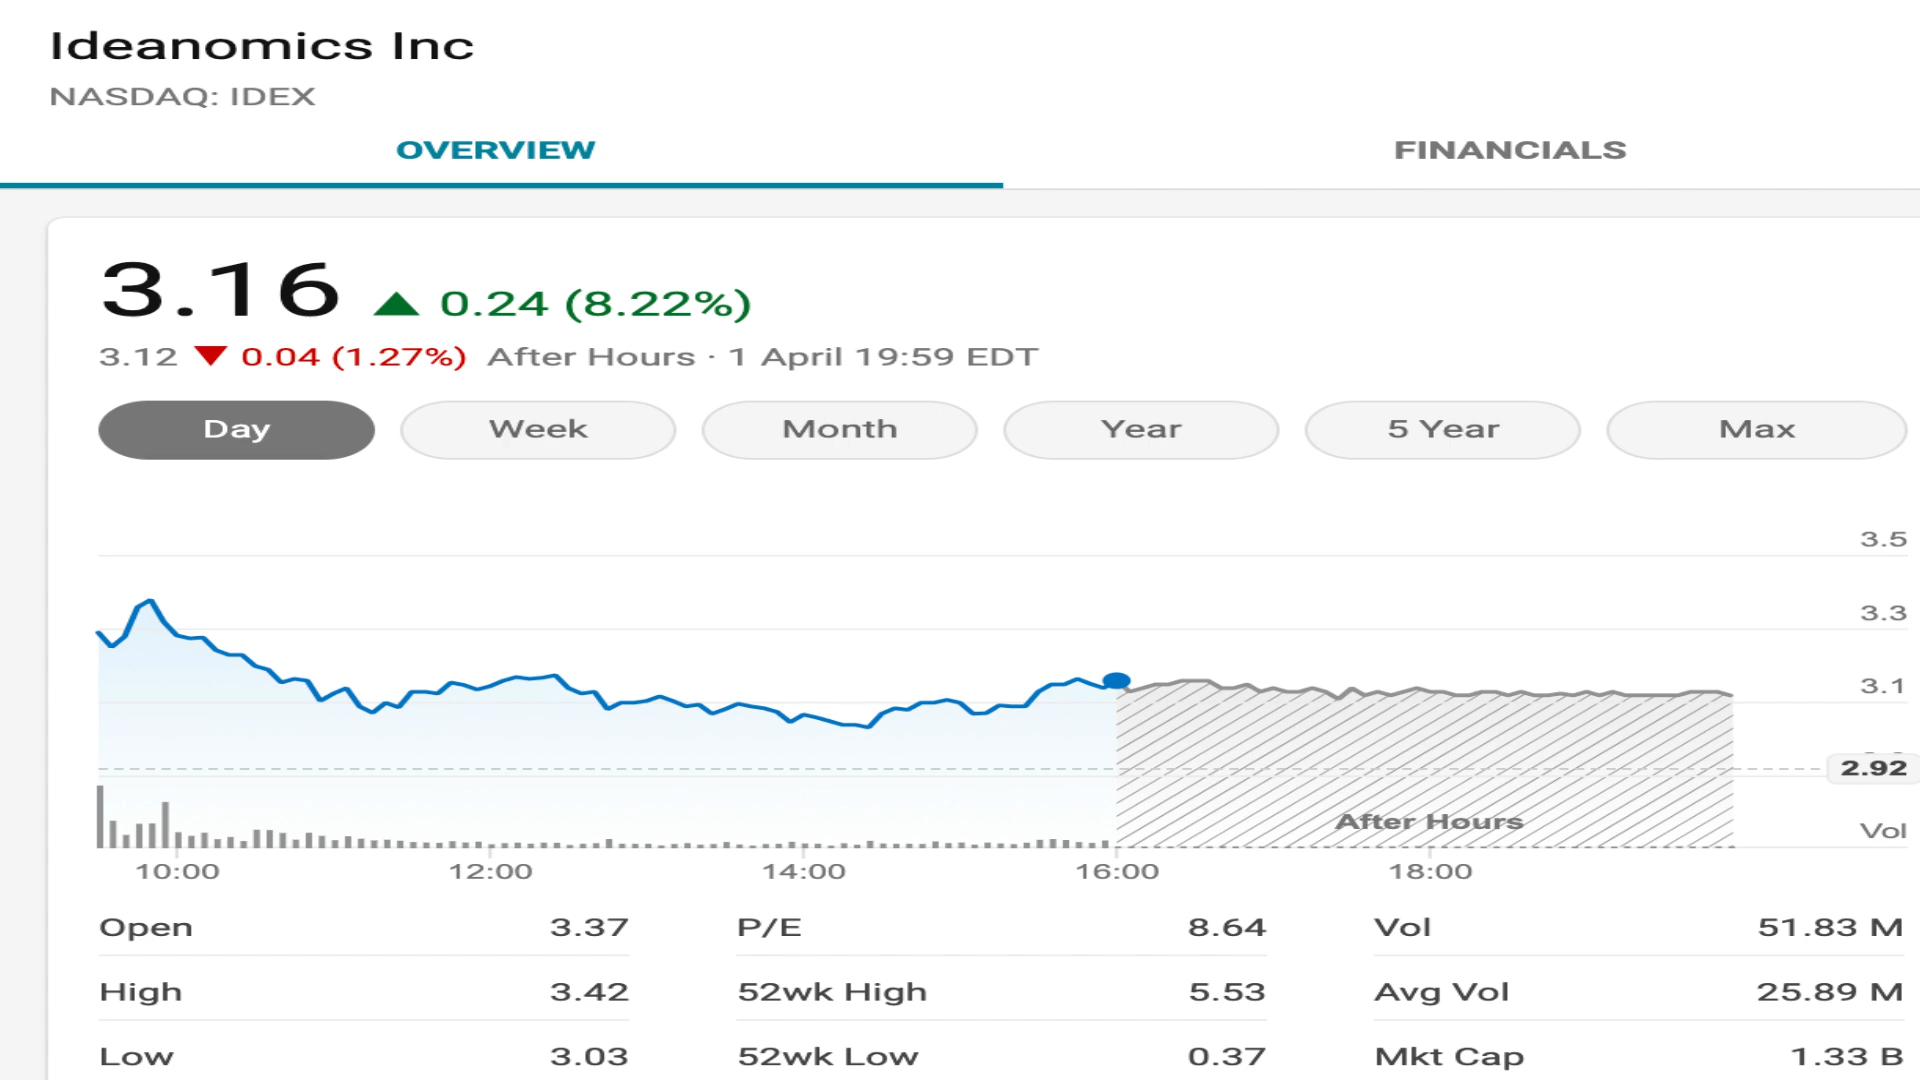 Ideanomics Inc
NASDAQ: IDEX
OVERVIEW FINANCIALS
3.16 ▲ 0.24 (8.22%)
3.12 ▼ 0.04 (1.27%) After Hours · 1 April 19:59 EDT
Day Week Month Year 5 Year Max
3.5
3.3
3.1
2.92
After Hours
Vol
10:00 12:00 14:00 16:00 18:00
Open 3.37 P/E 8.64 Vol 51.83 M
High 3.42 52wk High 5.53 Avg Vol 25.89 M
Low 3.03 52wk Low 0.37 Mkt Cap 1.33 B